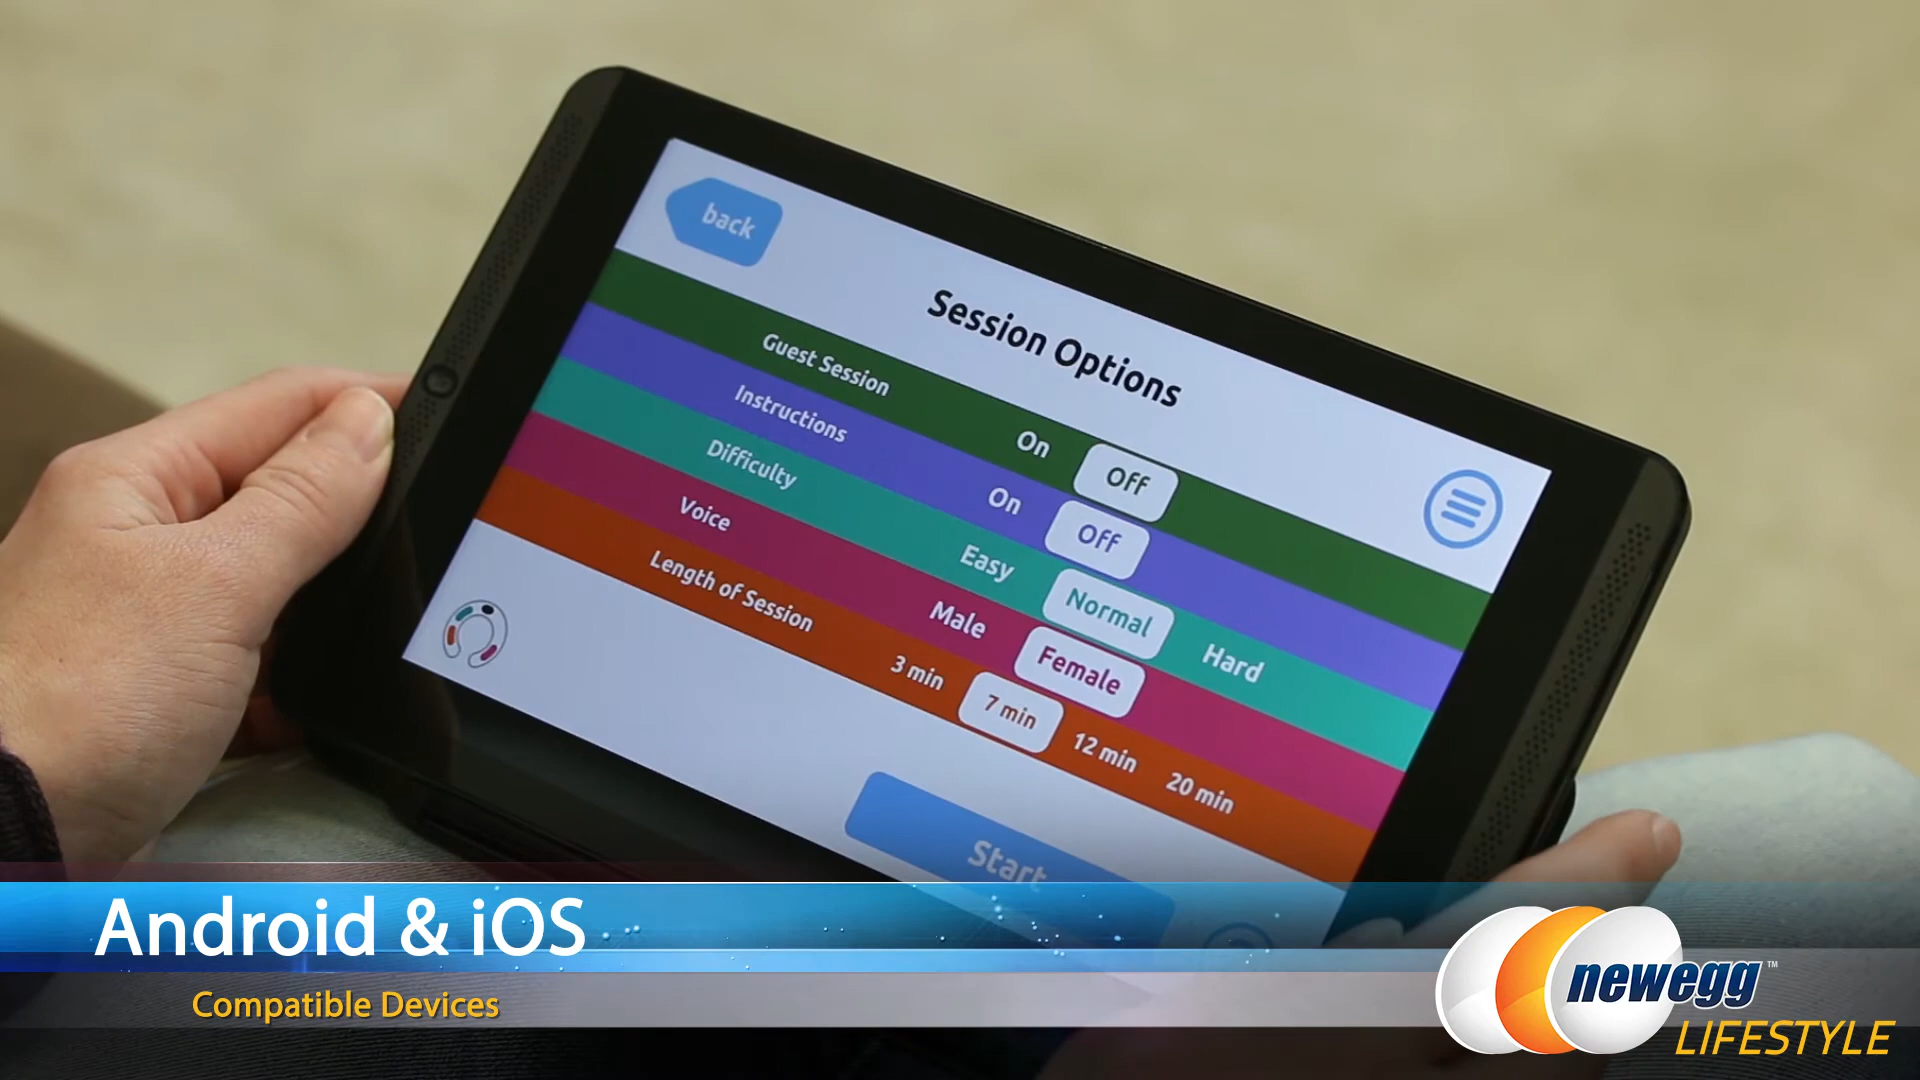 back
Session Options
Guest Session On Off
Instructions On Off
Difficulty Easy Normal Hard
Voice Male Female
Length of Session 3 min 7 min 12 min 20 min
Start
Android & iOS
Compatible Devices
newegg™
LIFESTYLE